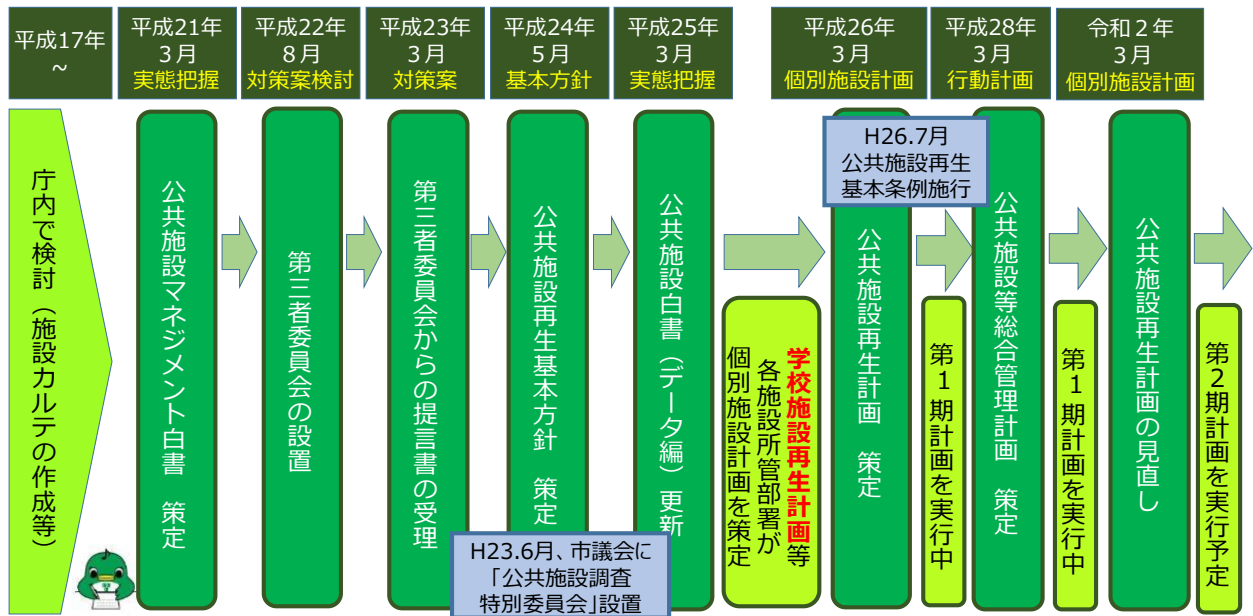 平成17年
~
平成21年
3月
実態把握
平成22年
8月
対策案検討
平成23年
3月
対策案
平成24年
5月
基本方針
平成25年
3月
実態把握
平成26年
3月
個別施設計画
平成28年
3月
行動計画
令和2年
3月
個別施設計画
庁内で検討（施設カルテの作成等）
公共施設マネジメント白書　策定
第三者委員会の設置
第三者委員会からの提言書の受理
公共施設再生基本方針　策定
H23.6月、市議会に
「公共施設調査
特別委員会」設置
公共施設白書（データ編）更新
学校施設再生計画等
各施設所管部署が
個別施設計画を策定
H26.7月
公共施設再生
基本条例施行
公共施設再生計画　策定
第1期計画を実行中
公共施設等総合管理計画　策定
第1期計画を実行中
公共施設再生計画の見直し
第2期計画を実行予定